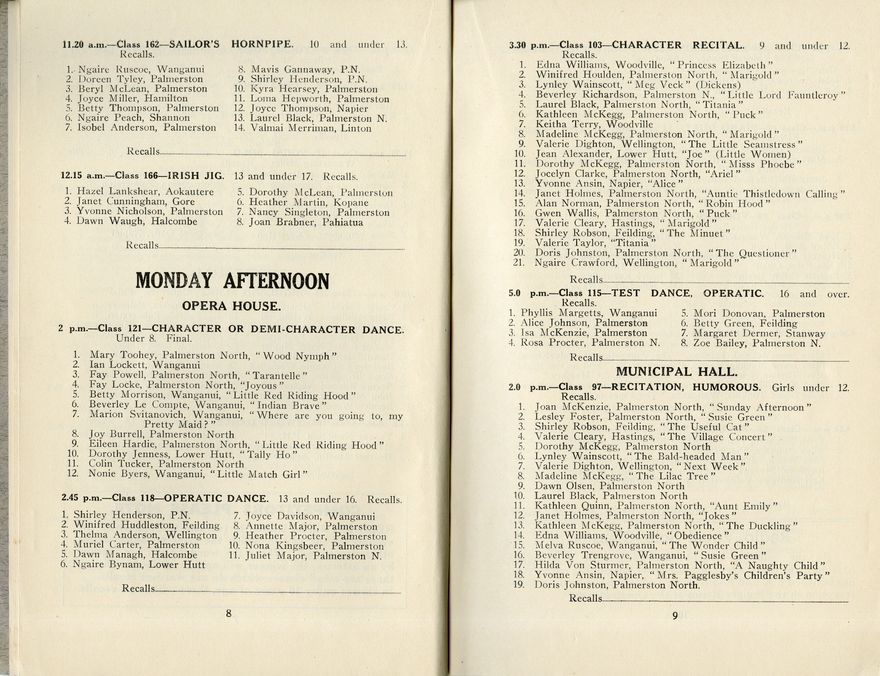 11.20 a.m.—Class 162—SAILOR'S HORNPIPE. 10 and under 13.
Recalls.
1. Ngaire Ruscoe, Wanganui
2. Doreen Tyley, Palmerston
3. Beryl McLean, Palmerston
4. Joyce Miller, Hamilton
5. Betty Thompson, Palmerston
6. Ngaire Peach, Shannon
7. Isobel Anderson, Palmerston
8. Mavis Gannaway, P.N.
9. Shirley Henderson, P.N.
10. Kyra Hearsey, Palmerston
11. Loma Hepworth, Palmerston
12. Joyce Thompson, Napier
13. Laurel Black, Palmerston N.
14. Valmai Merriman, Linton
Recalls
12.15 a.m.—Class 166—IRISH JIG. 13 and under 17. Recalls.
1. Hazel Lankshear, Aokautere
2. Janet Cunningham, Gore
3. Yvonne Nicholson, Palmerston
4. Dawn Waugh, Halcombe
5. Dorothy McLean, Palmerston
6. Heather Martin, Kopane
7. Nancy Singleton, Palmerston
8. Joan Brabner, Pahiatua
Recalls
MONDAY AFTERNOON
OPERA HOUSE.
2 p.m.—Class 121—CHARACTER OR DEMI-CHARACTER DANCE.
Under 8. Final.
1. Mary Toohey, Palmerston North, "Wood Nymph"
2. Ian Lockett, Wanganui
3. Fay Powell, Palmerston North, "Tarantelle"
4. Fay Locke, Palmerston North, "Joyous"
5. Betty Morrison, Wanganui, "Little Red Riding Hood"
6. Beverley Le Compte, Wanganui, "Indian Brave"
7. Marion Svitanovich, Wanganui, "Where are you going to, my
Pretty Maid?"
8. Joy Burrell, Palmerston North
9. Eileen Hardie, Palmerston North, "Little Red Riding Hood"
10. Dorothy Jenness, Lower Hutt, "Tally Ho"
11. Colin Tucker, Palmerston North
12. Nonie Byers, Wanganui, "Little Match Girl"
2.45 p.m.—Class 118—OPERATIC DANCE. 13 and under 16. Recalls.
1. Shirley Henderson, P.N.
2. Winifred Huddleston, Feilding
3. Thelma Anderson, Wellington
4. Muriel Carter, Palmerston
5. Dawn Managh, Halcombe
6. Ngaire Bynam, Lower Hutt
7. Joyce Davidson, Wanganui
8. Annette Major, Palmerston
9. Heather Procter, Palmerston
10. Nona Kingsbeer, Palmerston
11. Juliet Major, Palmerston N.
Recalls
8
3.30 p.m.—Class 103—CHARACTER RECITAL. 9 and under 12.
Recalls.
1. Edna Williams, Woodville, "Princess Elizabeth"
2. Winifred Houlden, Palmerston North, "Marigold"
3. Lynley Wainscott, "Meg Veck" (Dickens)
4. Beverley Richardson, Palmerston N., "Little Lord Fauntleroy"
5. Laurel Black, Palmerston North, "Titania"
6. Kathleen McKegg, Palmerston North, "Puck"
7. Keitha Terry, Woodville
8. Madeline McKegg, Palmerston North, "Marigold"
9. Valerie Dighton, Wellington, "The Little Seamstress"
10. Jean Alexander, Lower Hutt, "Joe" (Little Women)
11. Dorothy McKegg, Palmerston North, "Misss Phoebe"
12. Jocelyn Clarke, Palmerston North, "Ariel"
13. Yvonne Ansin, Napier, "Alice"
14. Janet Holmes, Palmerston North, "Auntie Thistledown Calling"
15. Alan Norman, Palmerston North, "Robin Hood"
16. Gwen Wallis, Palmerston North, "Puck"
17. Valerie Cleary, Hastings, "Marigold"
18. Shirley Robson, Feilding, "The Minuet"
19. Valerie Taylor, "Titania"
20. Doris Johnston, Palmerston North, "The Questioner"
21. Ngaire Crawford, Wellington, "Marigold"
Recalls
5.0 p.m.—Class 115—TEST DANCE, OPERATIC. 16 and over.
Recalls.
1. Phyllis Margetts, Wanganui
2. Alice Johnson, Palmerston
3. Isa McKenzie, Palmerston
4. Rosa Procter, Palmerston N.
5. Mori Donovan, Palmerston
6. Betty Green, Feilding
7. Margaret Dermer, Stanway
8. Zoe Bailey, Palmerston N.
Recalls
MUNICIPAL HALL.
2.0 p.m.—Class 97—RECITATION, HUMOROUS. Girls under 12.
Recalls.
1. Joan McKenzie, Palmerston North, "Sunday Afternoon"
2. Lesley Foster, Palmerston North, "Susie Green"
3. Shirley Robson, Feilding, "The Useful Cat"
4. Valerie Cleary, Hastings, "The Village Concert"
5. Dorothy McKegg, Palmerston North
6. Lynley Wainscott, "The Bald-headed Man"
7. Valerie Dighton, Wellington, "Next Week"
8. Madeline McKegg, "The Lilac Tree"
9. Dawn Olsen, Palmerston North
10. Laurel Black, Palmerston North
11. Kathleen Quinn, Palmerston North, "Aunt Emily"
12. Janet Holmes, Palmerston North, "Jokes"
13. Kathleen McKegg, Palmerston North, "The Duckling"
14. Edna Williams, Woodville, "Obedience"
15. Melva Ruscoe, Wanganui, "The Wonder Child"
16. Beverley Trengrove, Wanganui, "Susie Green"
17. Hilda Von Sturmer, Palmerston North, "A Naughty Child"
18. Yvonne Ansin, Napier, "Mrs. Pagglesby's Children's Party"
19. Doris Johnston, Palmerston North.
Recalls
9